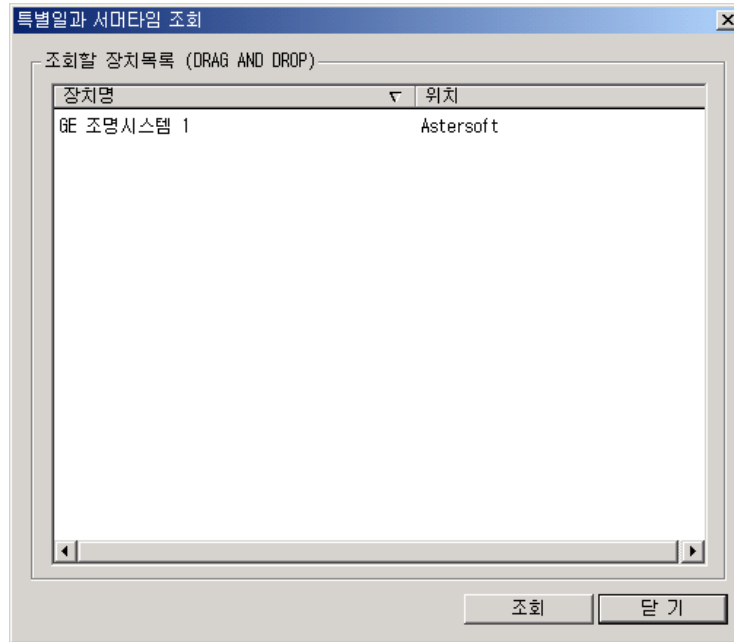 특별일과 서머타임 조회
조회할 장치목록 (DRAG AND DROP)
장치명 위치
GE 조명시스템 1 Astersoft
조회 닫 기